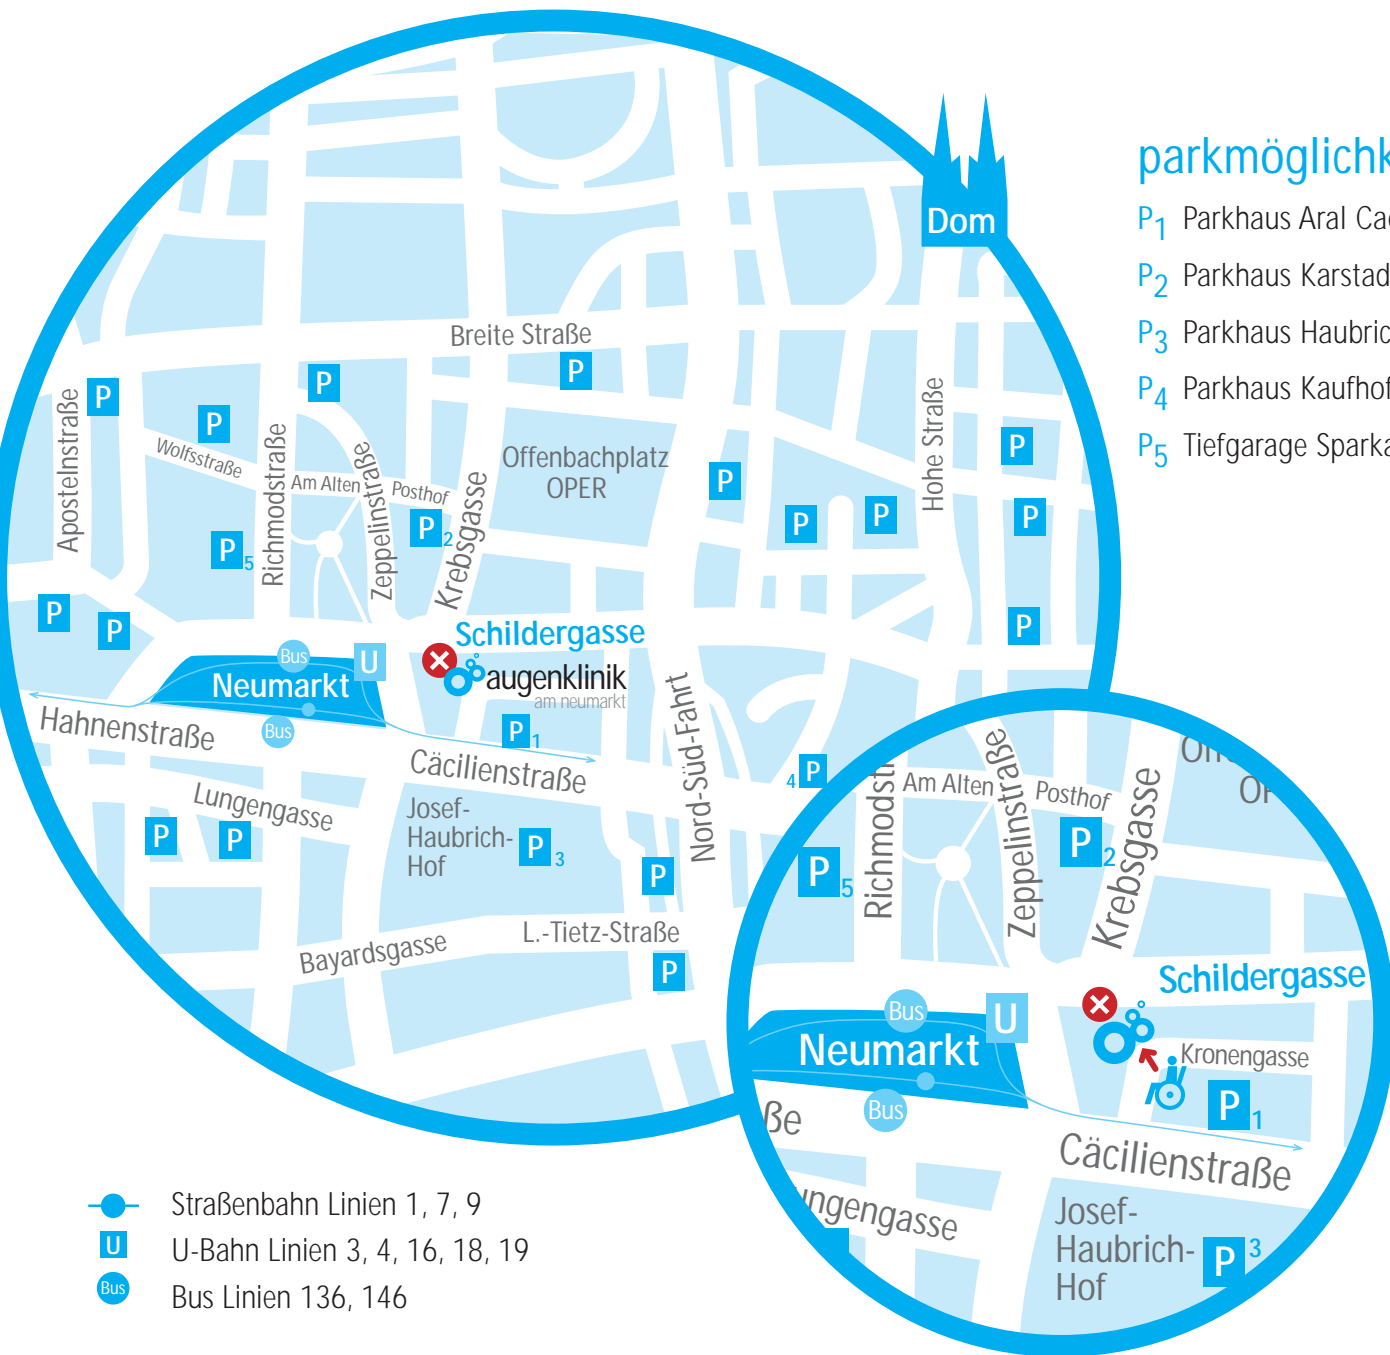 Dom
parkmöglichk
P1 Parkhaus Aral Cä
P2 Parkhaus Karstad
P3 Parkhaus Haubric
P4 Parkhaus Kaufhof
P5 Tiefgarage Sparka
Breite Straße
P
P
P
P
Apostelnstraße
Wolfsstraße
Richmodstraße
Am Alten
Posthof
Zeppelinstraße
Krebsgasse
Offenbachplatz
OPER
Hohe Straße
P
P
P
P
P
P5
P2
P
P
P
Schildergasse
augenklinik
am neumarkt
Bus
U
Neumarkt
Bus
Hahnenstraße
P1
Cäcilienstraße
Nord-Süd-Fahrt
4P
Lungengasse
P
P
Josef-
Haubrich-
Hof
P3
P
L.-Tietz-Straße
Bayardsgasse
P
Richmodst
Am Alten
Zeppelinstraße
Posthof
Krebsgasse
P5
P2
Schildergasse
Bus
U
Neumarkt
Bus
Kronengasse
P1
ße
Cäcilienstraße
ungengasse
Josef-
Haubrich-
Hof
P3
Straßenbahn Linien 1, 7, 9
U U-Bahn Linien 3, 4, 16, 18, 19
Bus Bus Linien 136, 146